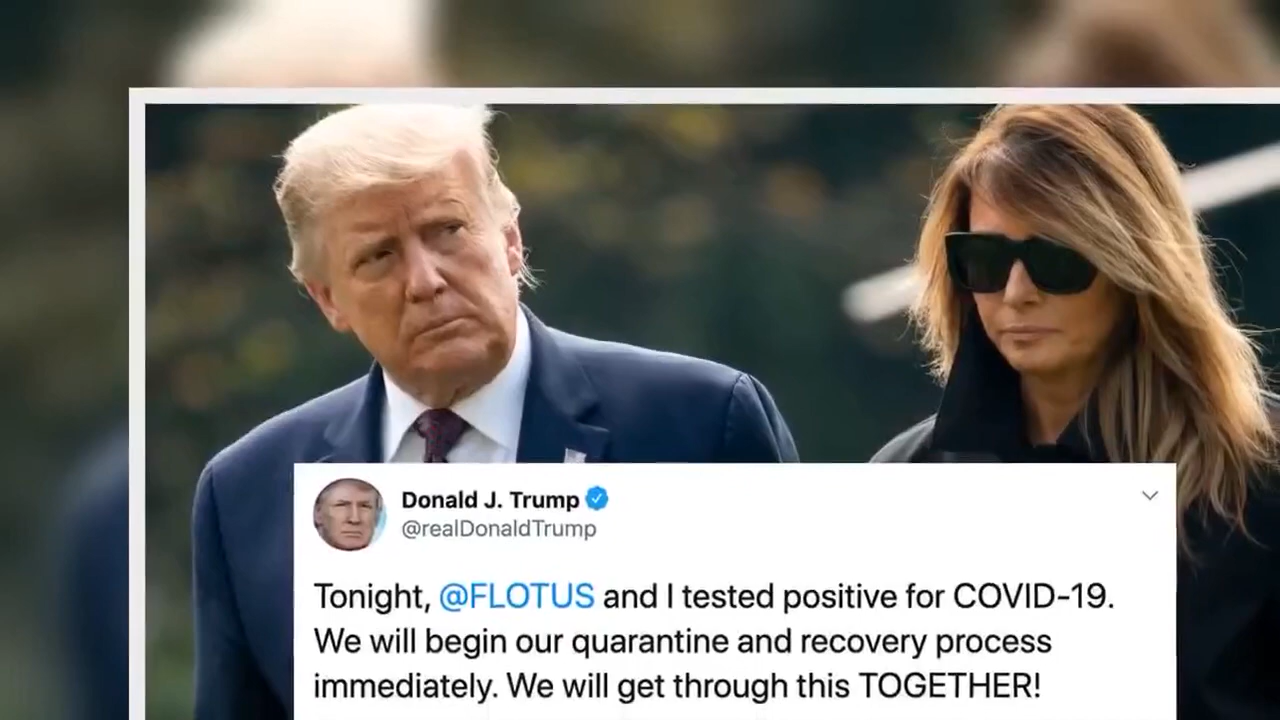 Donald J. Trump
@realDonaldTrump
Tonight, @FLOTUS and I tested positive for COVID-19.
We will begin our quarantine and recovery process
immediately. We will get through this TOGETHER!